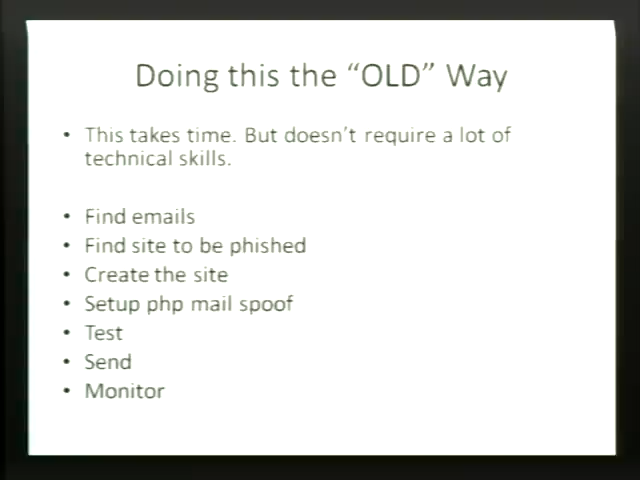 Doing this the “OLD” Way
• This takes time. But doesn’t require a lot of
technical skills.
• Find emails
• Find site to be phished
• Create the site
• Setup php mail spoof
• Test
• Send
• Monitor